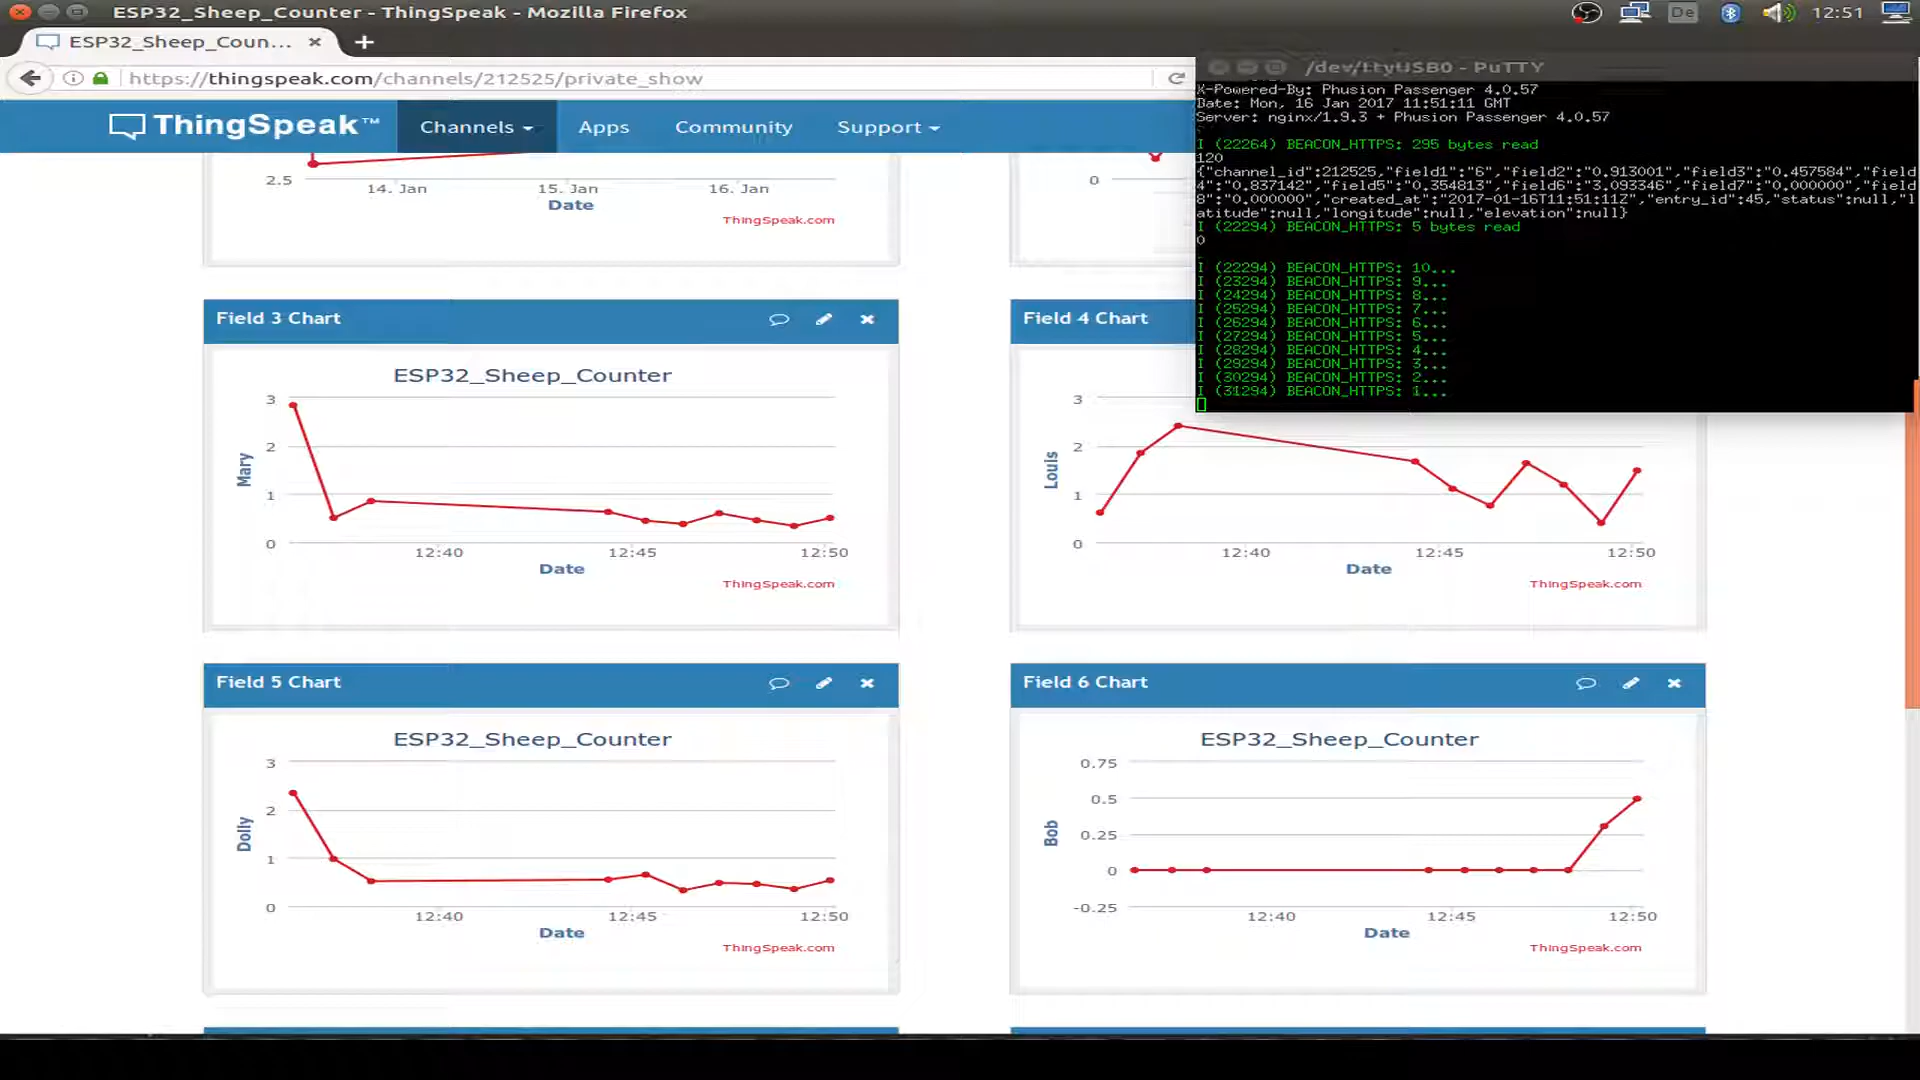 ESP32_Sheep_Counter - ThingSpeak - Mozilla Firefox
De
12:51
ESP32_Sheep_Coun...
https://thingspeak.com/channels/212525/private_show
ThingSpeak™
Channels
Apps
Community
Support
/dev/ttyUSB0 - PuTTY
X-Powered-By: Phusion Passenger 4.0.57
Date: Mon, 16 Jan 2017 11:51:11 GMT
Server: nginx/1.9.3 + Phusion Passenger 4.0.57
I (22264) BEACON_HTTPS: 295 bytes read
120
{"channel_id":212525,"field1":"6","field2":"0.913001","field3":"0.457584","field
4":"0.837142","field5":"0.354813","field6":"3.093346","field7":"0.000000","field
8":"0.000000","created_at":"2017-01-16T11:51:11Z","entry_id":45,"status":null,"l
atitude":null,"longitude":null,"elevation":null}
I (22294) BEACON_HTTPS: 5 bytes read
0
I (22294) BEACON_HTTPS: 10...
I (23294) BEACON_HTTPS: 9...
I (24294) BEACON_HTTPS: 8...
I (25294) BEACON_HTTPS: 7...
I (26294) BEACON_HTTPS: 6...
I (27294) BEACON_HTTPS: 5...
I (28294) BEACON_HTTPS: 4...
I (29294) BEACON_HTTPS: 3...
I (30294) BEACON_HTTPS: 2...
I (31294) BEACON_HTTPS: 1...
2.5
14. Jan 15. Jan 16. Jan
Date
ThingSpeak.com
0
ThingSpeak.com
Field 3 Chart
ESP32_Sheep_Counter
Mary
3
2
1
0
12:40 12:45 12:50
Date
ThingSpeak.com
Field 4 Chart
Louis
3
2
1
0
12:40 12:45 12:50
Date
ThingSpeak.com
Field 5 Chart
ESP32_Sheep_Counter
Dolly
3
2
1
0
12:40 12:45 12:50
Date
ThingSpeak.com
Field 6 Chart
ESP32_Sheep_Counter
Bob
0.75
0.5
0.25
0
-0.25
12:40 12:45 12:50
Date
ThingSpeak.com